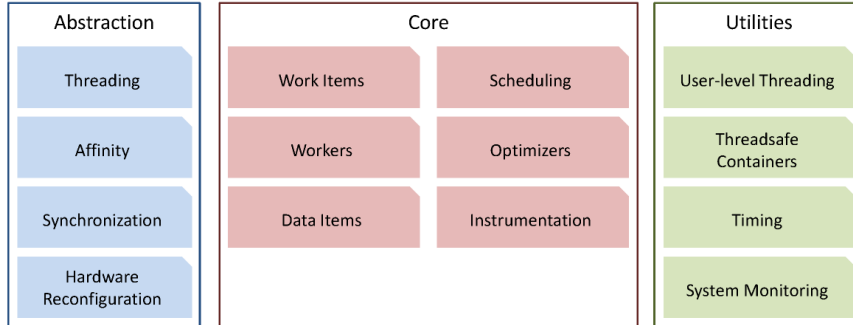 Abstraction
Threading
Affinity
Synchronization
Hardware
Reconfiguration
Core
Work Items
Scheduling
Workers
Optimizers
Data Items
Instrumentation
Utilities
User-level Threading
Threadsafe
Containers
Timing
System Monitoring